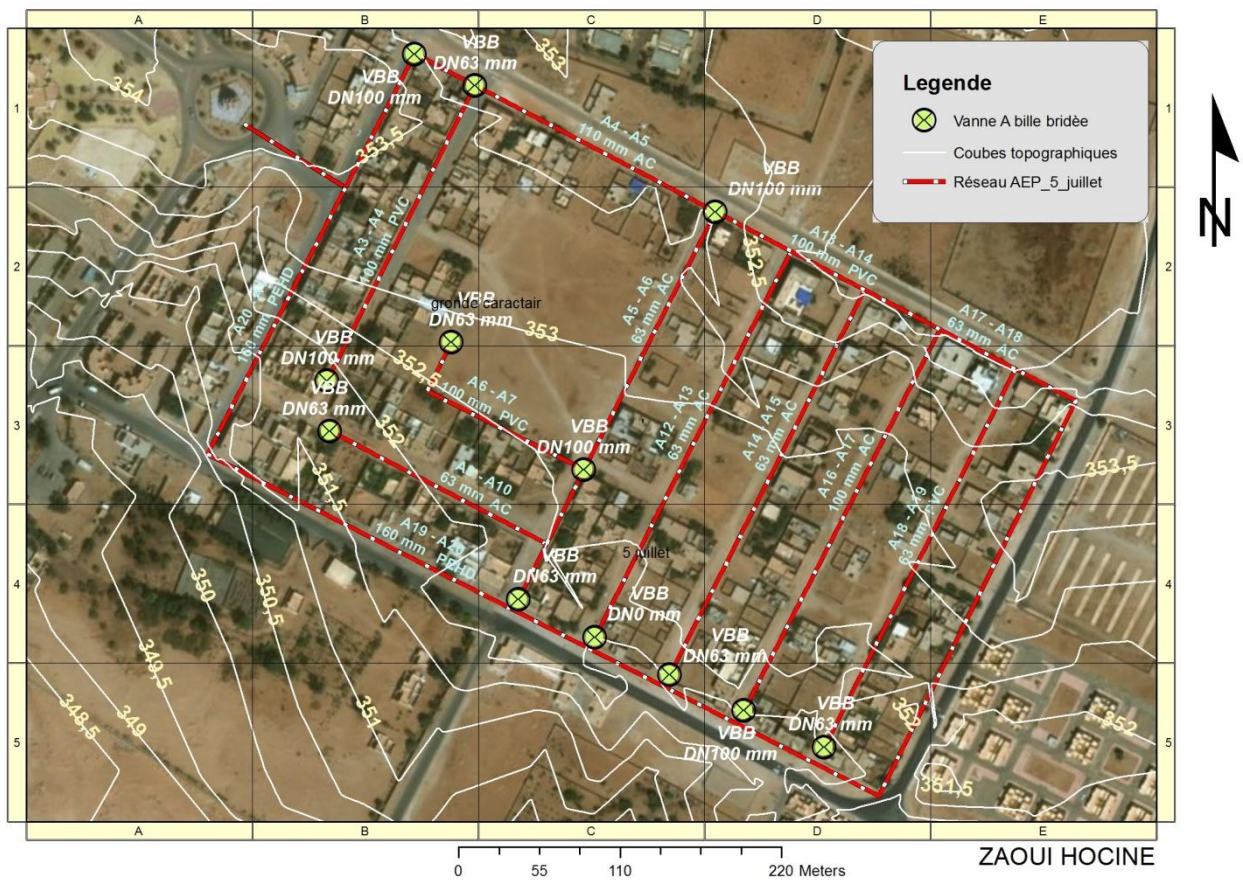 A B C D E
354
353
VBB
DN63 mm
VBB
DN100 mm
353,5
A4 - A5
110 mm AC
VBB
DN100 mm
Legende
Vanne A bille bridèe
Coubes topographiques
Réseau AEP_5_juillet
1
1
N
A3 - A4
100 mm PVC
352,5
A13 - A14
100 mm PVC
A5 - A6
63 mm AC
A17 - A18
63 mm AC
2
2
160 mm PEHD
gronde caractair
VBB
DN63 mm
353
VBB
DN100 mm
352,5
A6 - A7
100 mm PVC
VBB
DN63 mm
352
VBB
DN100 mm
A12 - A13
63 mm AC
A14 - A15
63 mm AC
A16 - A17
100 mm AC
3
3
353,5
351,5
63 mm AC
A18 - A19
63 mm PVC
160 mm PEHD
5 juillet
VBB
DN63 mm
VBB
DN0 mm
4
4
350
350,5
VBB
DN63 mm
349,5
351
VBB
DN63 mm
352
348,5
349
VBB
DN100 mm
5
5
351,5
A B C D E
ZAOUI HOCINE
0 55 110 220 Meters